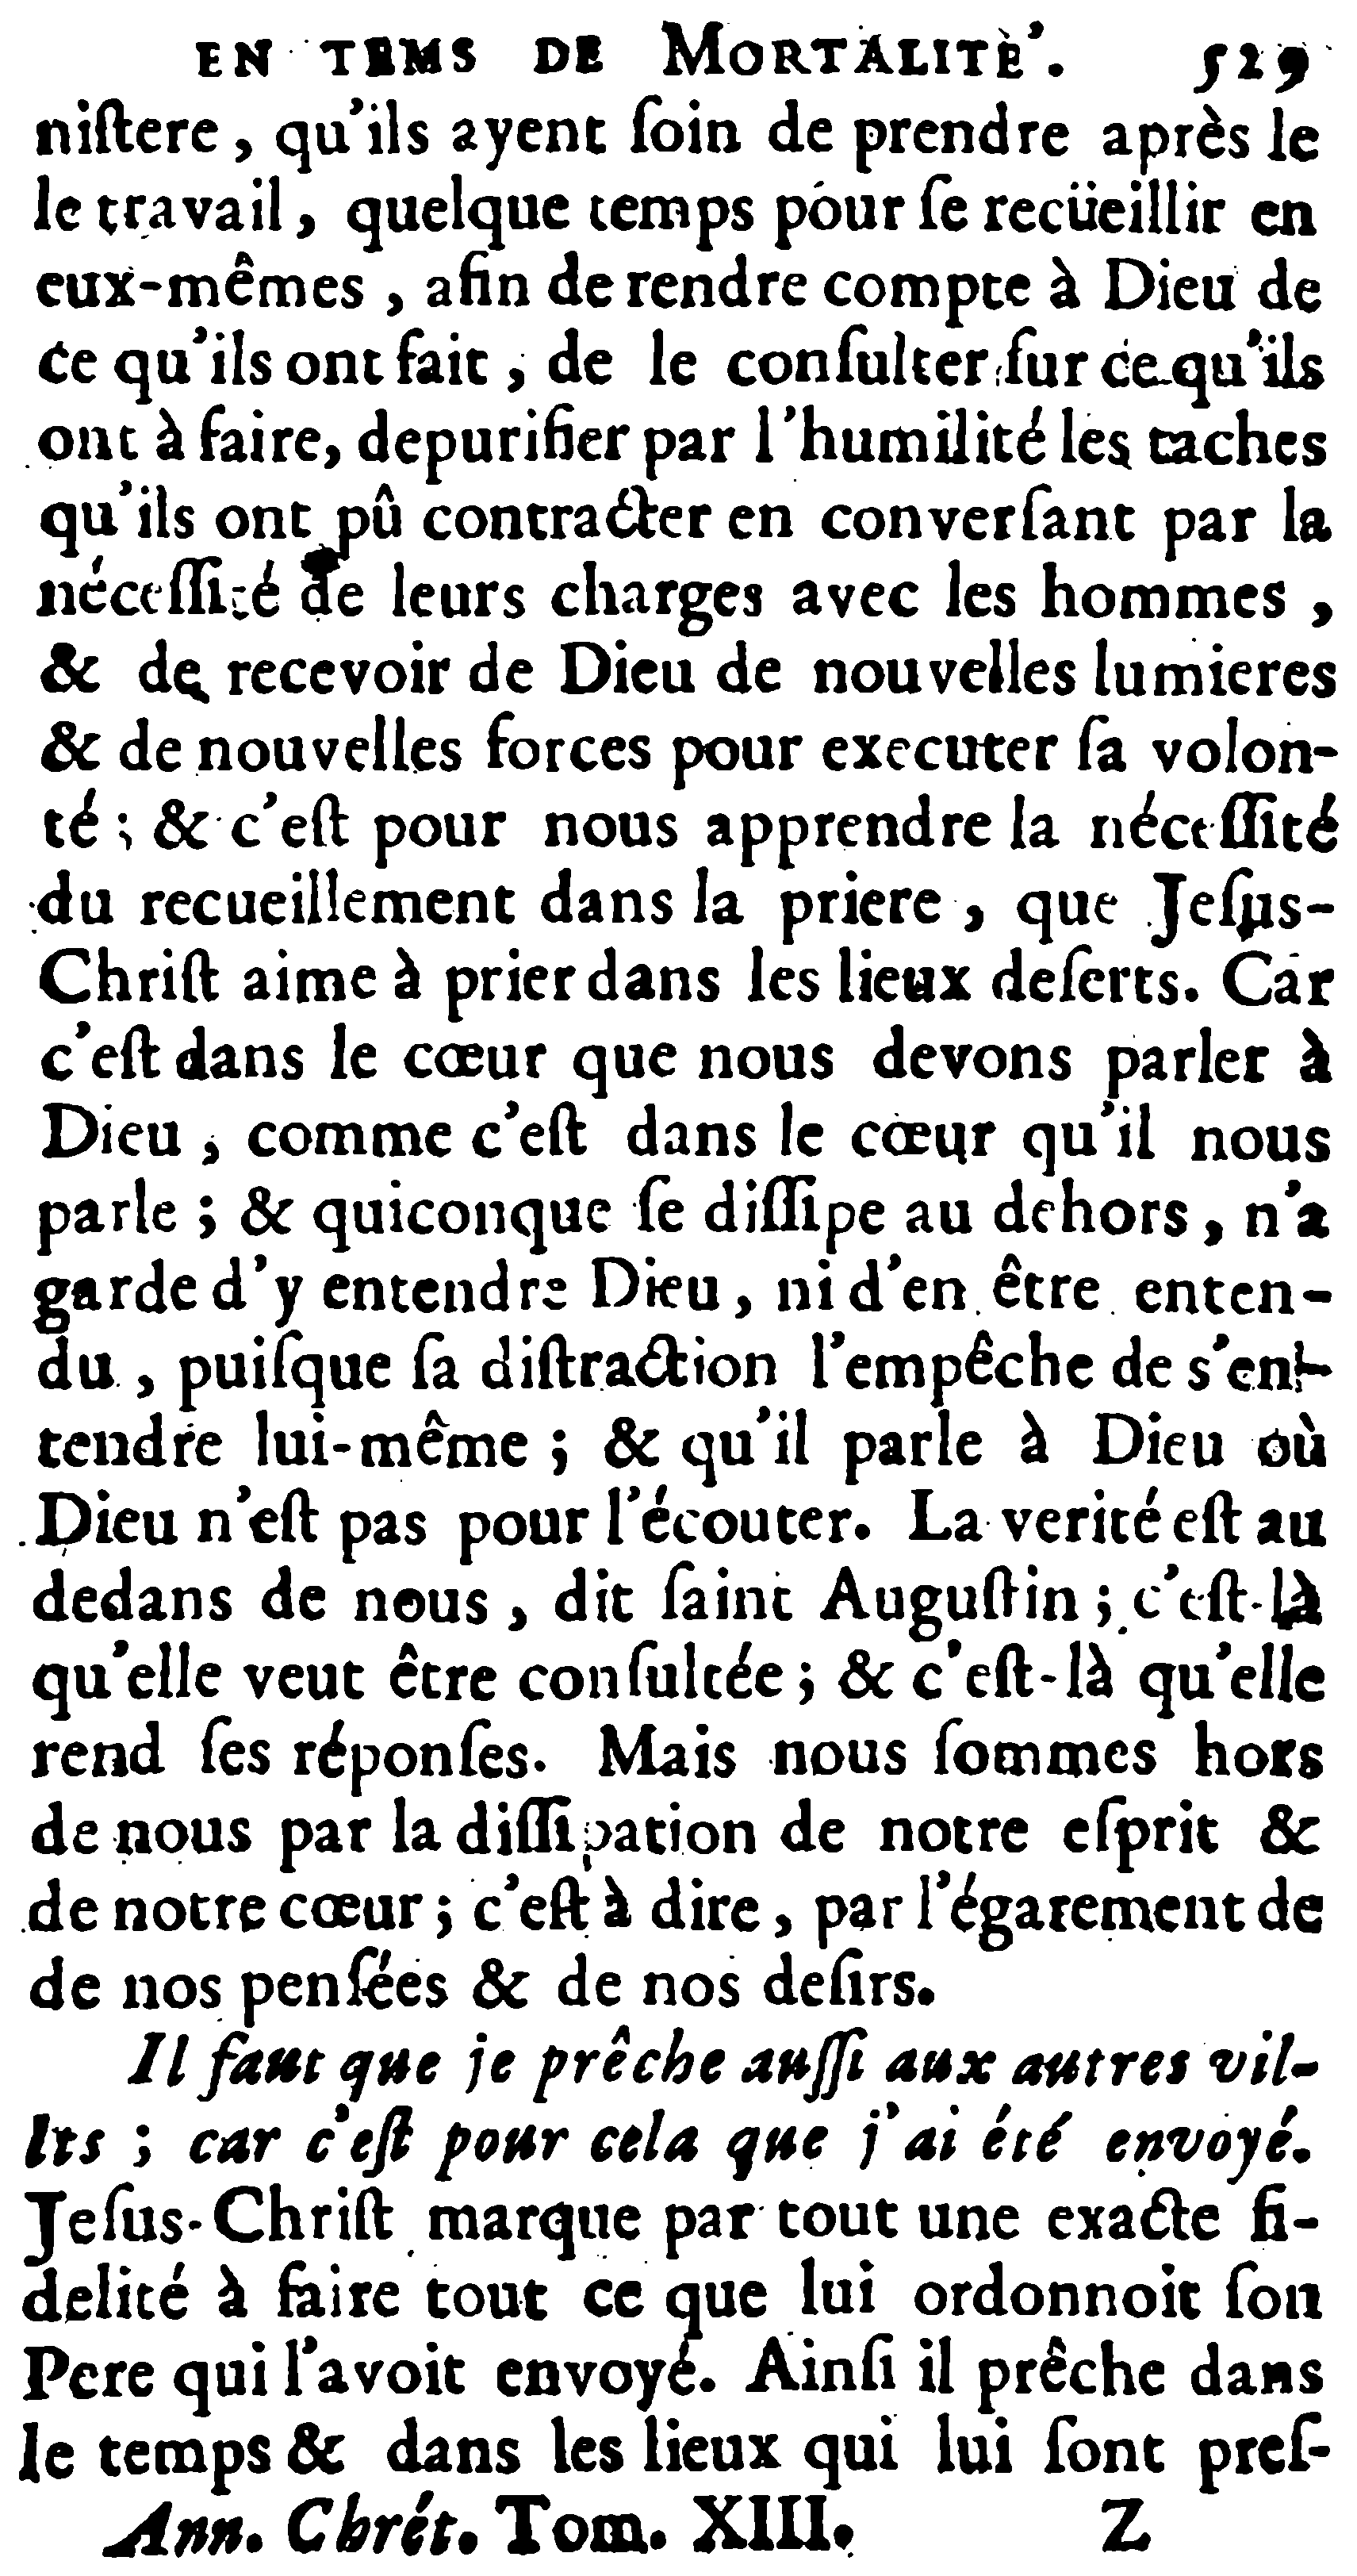 EN TEMS DE MORTALITE'. 529
niſtere, qu'ils ayent ſoin de prendre après le
le travail, quelque temps pour ſe recüeillir en
eux-mêmes, afin de rendre compte à Dieu de
ce qu'ils ont fait, de le conſulter ſur ce qu'ils
ont à faire, depurifier par l'humilité les taches
qu'ils ont pû contracter en converſant par la
néceſſité de leurs charges avec les hommes,
& de recevoir de Dieu de nouvelles lumieres
& de nouvelles forces pour executer ſa volon-
té; & c'eſt pour nous apprendre la néceſſité
du recueillement dans la priere, que Jeſus-
Chriſt aime à prier dans les lieux deſerts. Car
c'eſt dans le cœur que nous devons parler à
Dieu, comme c'eſt dans le cœur qu'il nous
parle; & quiconque ſe diſſipe au dehors, n'a
garde d'y entendre Dieu, ni d'en être enten-
du, puiſque ſa diſtraction l'empêche de s'en-
tendre lui-même; & qu'il parle à Dieu où
Dieu n'eſt pas pour l'écouter. La verité eſt au
dedans de nous, dit ſaint Auguſtin; c'eſt-là
qu'elle veut être conſultée; & c'eſt-là qu'elle
rend ſes réponſes. Mais nous ſommes hors
de nous par la diſſipation de notre eſprit &
de notre cœur; c'eſt à dire, par l'égarement de
de nos penſées & de nos deſirs.
Il faut que je prêche auſſi aux autres vil-
les; car c'eſt pour cela que j'ai été envoyé.
Jeſus-Chriſt marque par tout une exacte fi-
delité à faire tout ce que lui ordonnoit ſon
Pere qui l'avoit envoyé. Ainſi il prêche dans
le temps & dans les lieux qui lui ſont preſ-
Ann. Chrét. Tom. XIII. Z